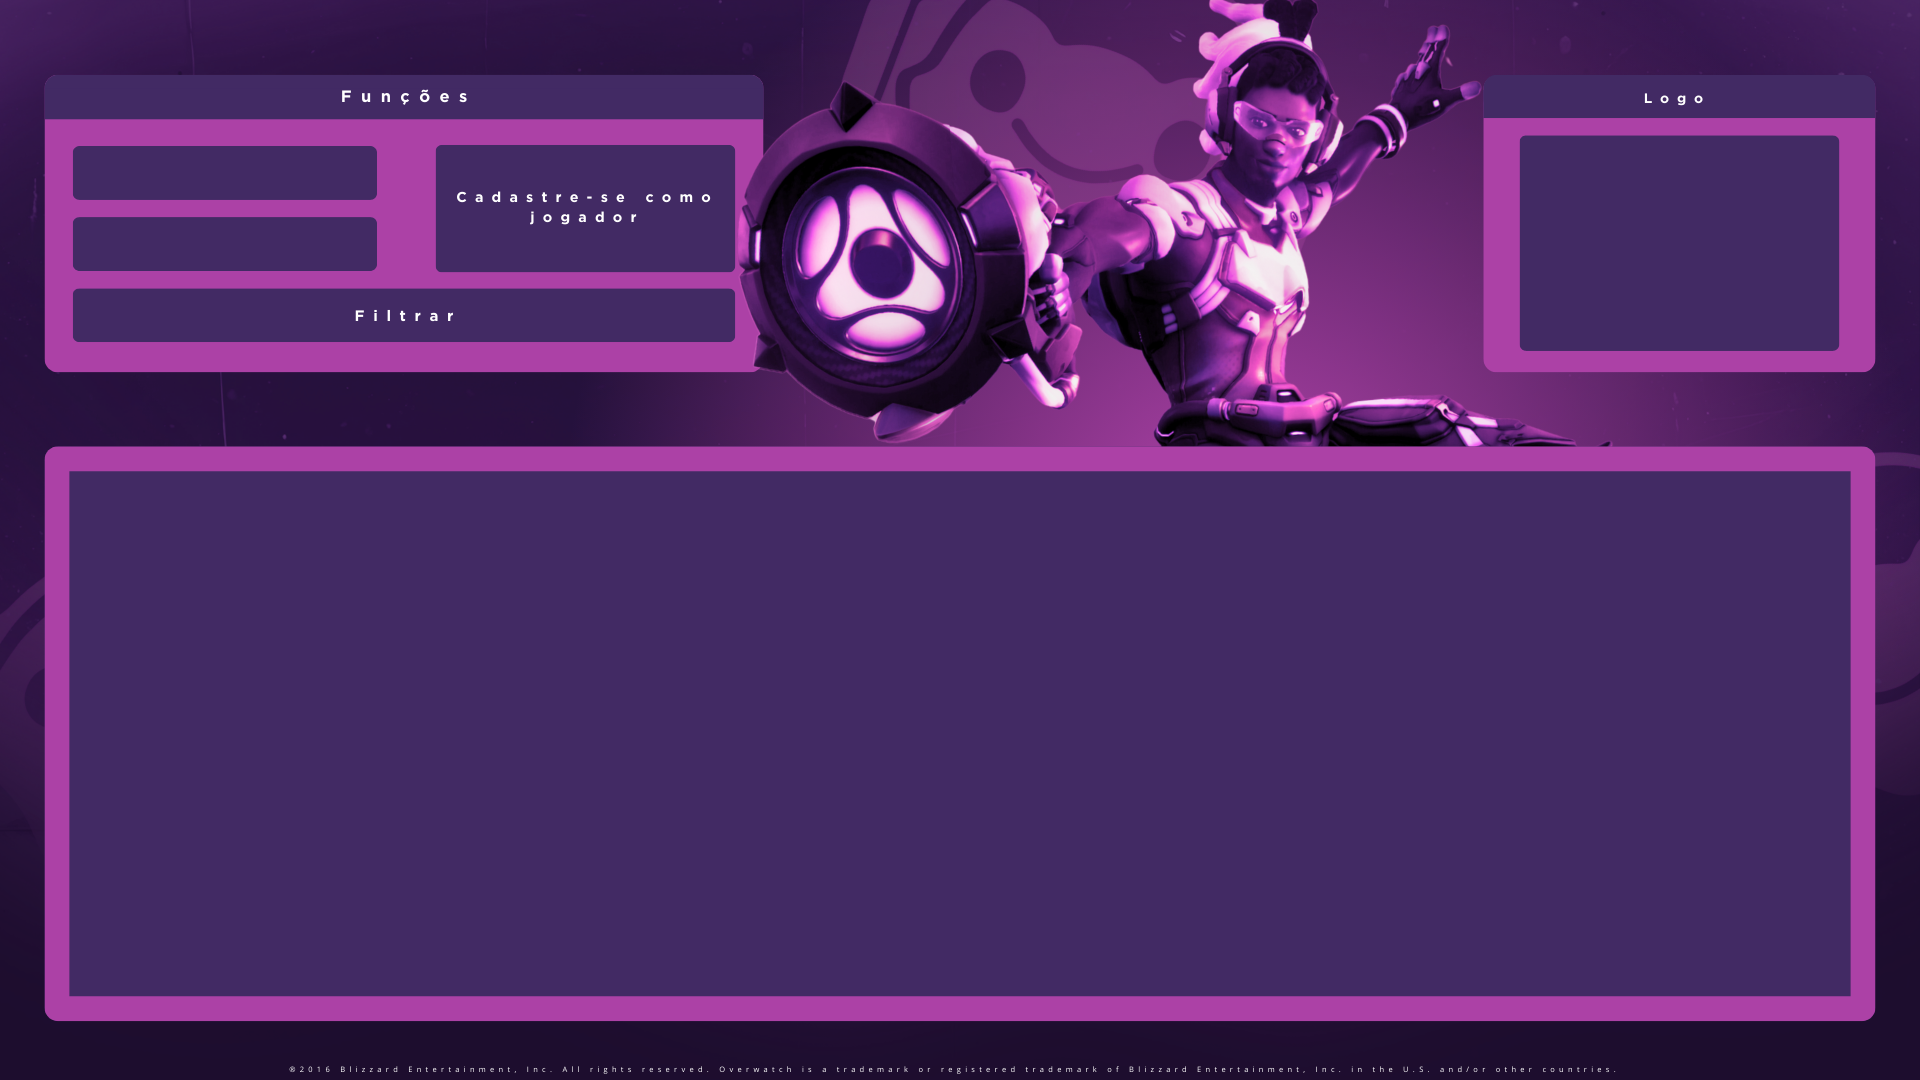 Funções
Logo
Cadastre-se como
jogador
Filtrar
©2016 Blizzard Entertainment, Inc. All rights reserved. Overwatch is a trademark or registered trademark of Blizzard Entertainment, Inc. in the U.S. and/or other countries.